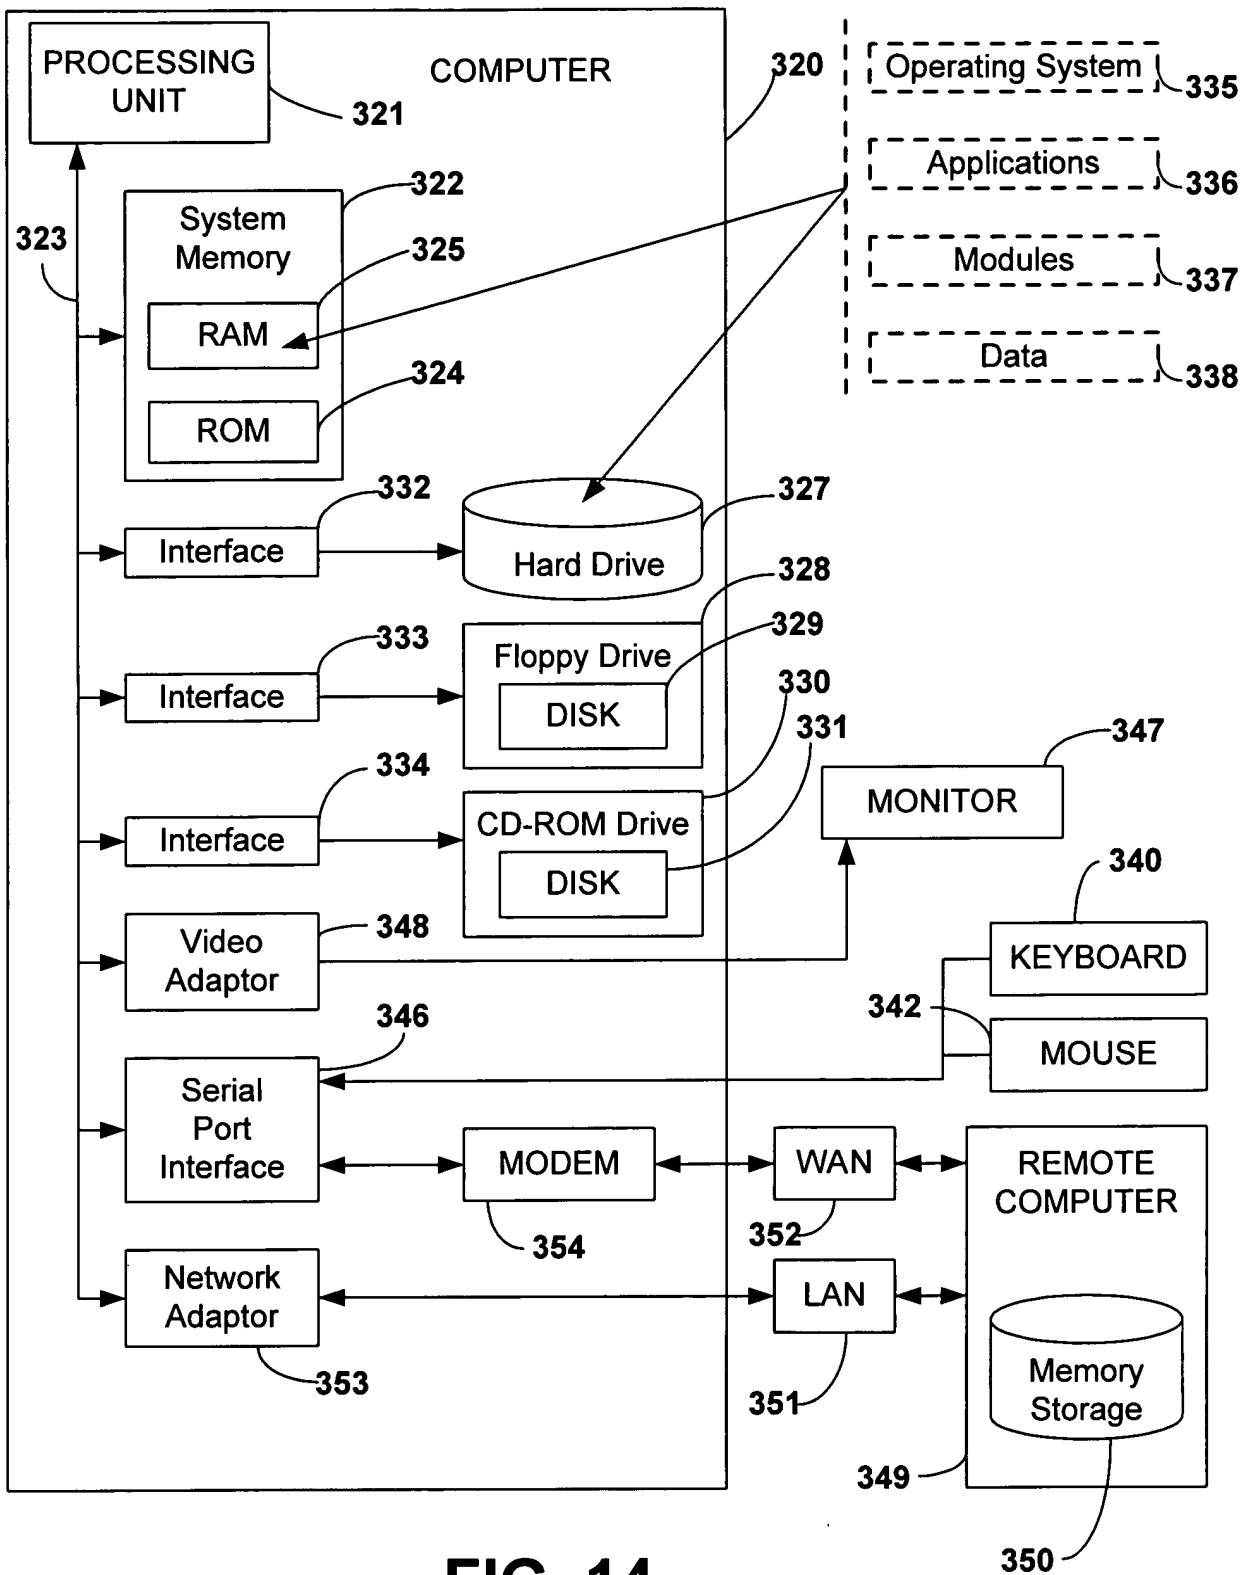 PROCESSING
UNIT
321
COMPUTER
320
Operating System
335
Applications
336
Modules
337
Data
338
322
System
Memory
323
325
RAM
324
ROM
332
Interface
327
Hard Drive
328
333
Interface
329
Floppy Drive
DISK
330
331
334
Interface
CD-ROM Drive
DISK
347
MONITOR
340
KEYBOARD
342
MOUSE
348
Video
Adaptor
346
Serial
Port
Interface
MODEM
354
WAN
352
REMOTE
COMPUTER
Network
Adaptor
353
LAN
351
Memory
Storage
349
350
FIG. 14